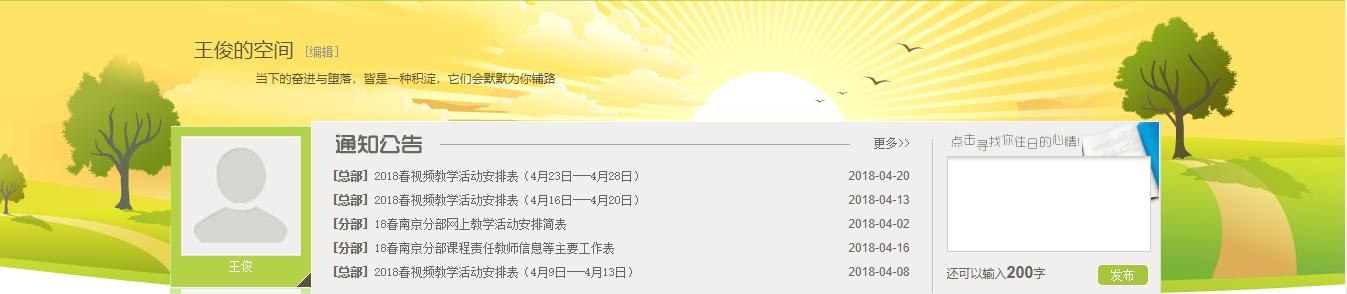 王俊的空间 [编辑]
当下的奋进与堕落，皆是一种积淀，它们会默默为你铺路
王俊
通知公告 更多>>
[总部] 2018春视频教学活动安排表（4月23日——4月28日） 2018-04-20
[总部] 2018春视频教学活动安排表（4月16日——4月20日） 2018-04-13
[分部] 18春南京分部网上教学活动安排简表 2018-04-02
[分部] 18春南京分部课程责任教师信息等主要工作表 2018-04-16
[总部] 2018春视频教学活动安排表（4月9日——4月13日） 2018-04-08
点击寻找你往日的心情!
还可以输入200字 发布